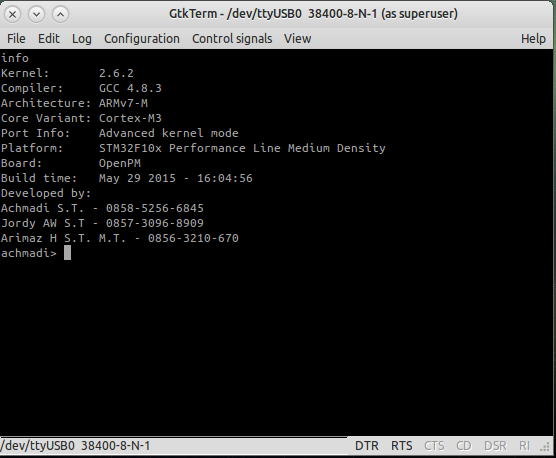 GtkTerm - /dev/ttyUSB0 38400-8-N-1 (as superuser)
File Edit Log Configuration Control signals View Help
info
Kernel: 2.6.2
Compiler: GCC 4.8.3
Architecture: ARMv7-M
Core Variant: Cortex-M3
Port Info: Advanced kernel mode
Platform: STM32F10x Performance Line Medium Density
Board: OpenPM
Build time: May 29 2015 - 16:04:56
Developed by:
Achmadi S.T. - 0858-5256-6845
Jordy AW S.T - 0857-3096-8909
Arimaz H S.T. M.T. - 0856-3210-670
achmadi>
/dev/ttyUSB0 38400-8-N-1 DTR RTS CTS CD DSR RI